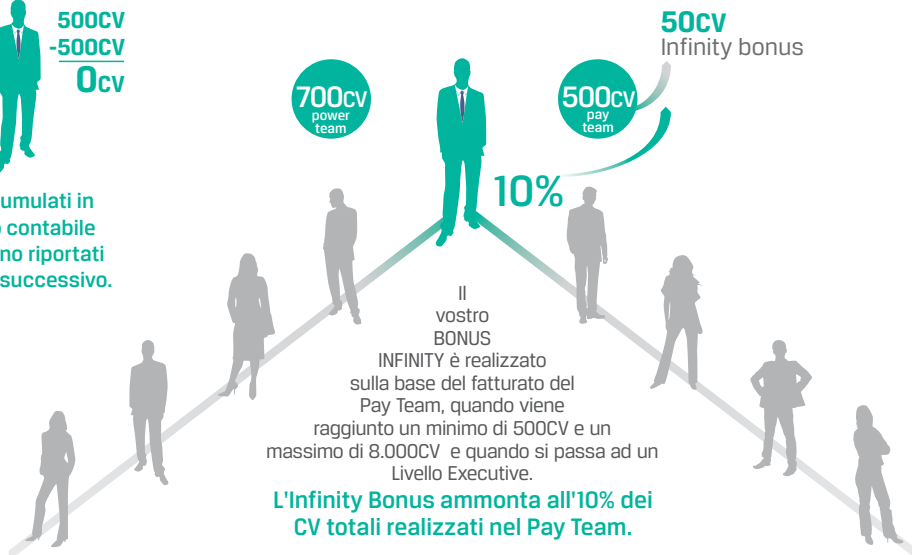 500CV
-500CV
0CV
in
contabile
riportati
successivo.
700CV
power
team
500CV
pay
team
50CV
Infinity bonus
10%
Il
vostro
BONUS
INFINITY è realizzato
sulla base del fatturato del
Pay Team, quando viene
raggiunto un minimo di 500CV e un
massimo di 8.000CV e quando si passa ad un
Livello Executive.
L'Infinity Bonus ammonta all'10% dei
CV totali realizzati nel Pay Team.